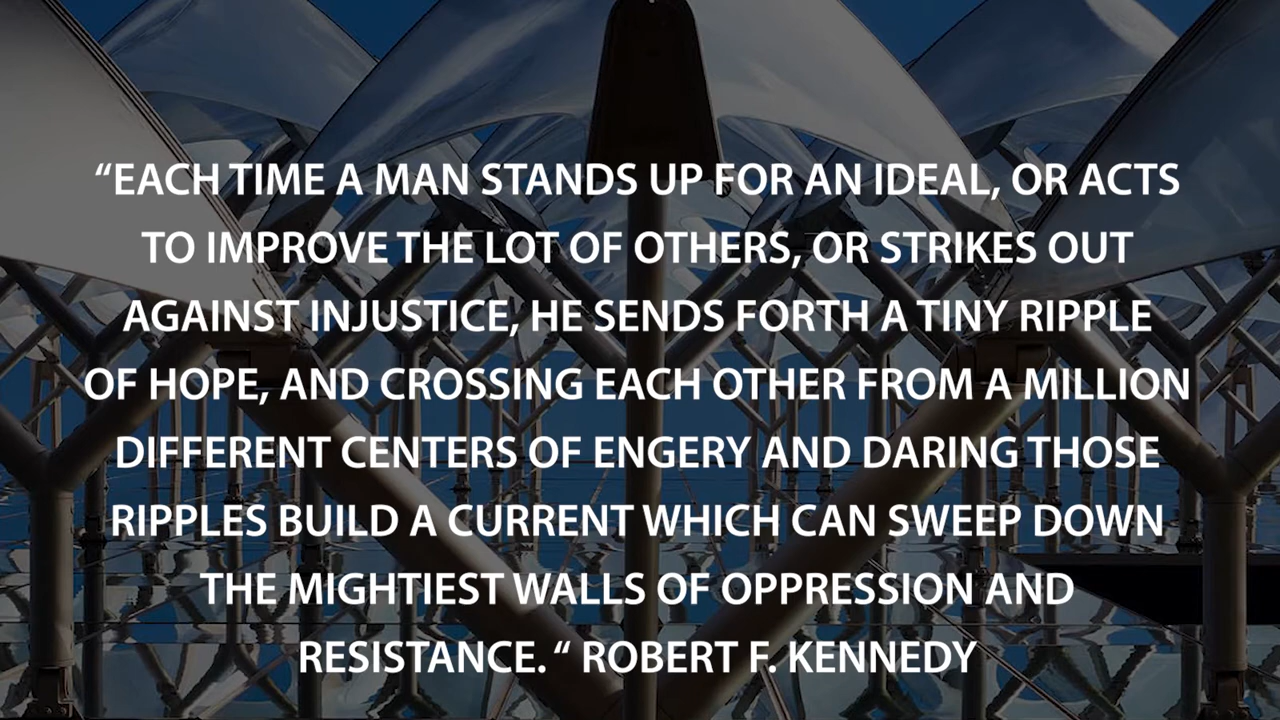 “EACH TIME A MAN STANDS UP FOR AN IDEAL, OR ACTS
TO IMPROVE THE LOT OF OTHERS, OR STRIKES OUT
AGAINST INJUSTICE, HE SENDS FORTH A TINY RIPPLE
OF HOPE, AND CROSSING EACH OTHER FROM A MILLION
DIFFERENT CENTERS OF ENGERY AND DARING THOSE
RIPPLES BUILD A CURRENT WHICH CAN SWEEP DOWN
THE MIGHTIEST WALLS OF OPPRESSION AND
RESISTANCE. “ ROBERT F. KENNEDY